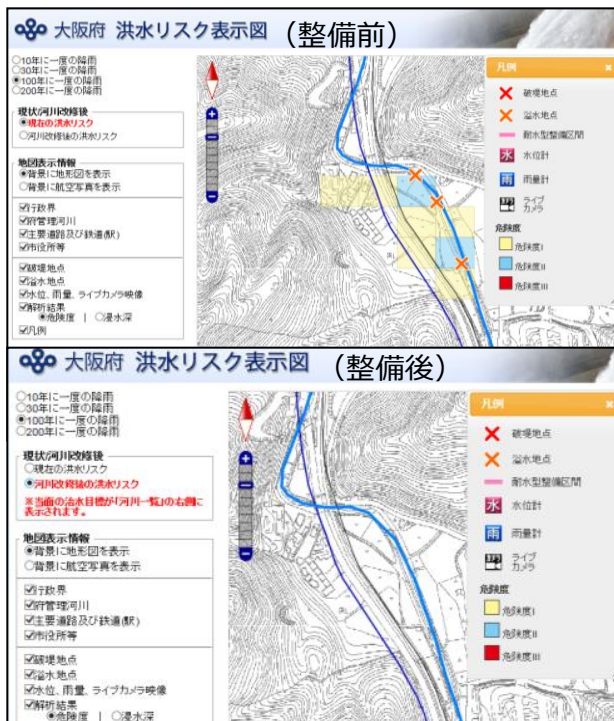 大阪府 洪水リスク表示図 （整備前）
○10年に一度の降雨
○30年に一度の降雨
◉100年に一度の降雨
○200年に一度の降雨
現状/河川改修後
◉現在の洪水リスク
○河川改修後の洪水リスク
地図表示情報
◉背景に地形図を表示
○背景に航空写真を表示
☑行政界
☑府管理河川
☑主要道路及び鉄道(駅)
☑市役所等
☑破堤地点
☑溢水地点
☑水位、雨量、ライブカメラ映像
☑解析結果
◉危険度 | ○浸水深
☑凡例
凡例
破堤地点
溢水地点
耐水型整備区間
水 水位計
雨 雨量計
ライブ
カメラ
危険度
危険度I
危険度II
危険度III
大阪府 洪水リスク表示図 （整備後）
○10年に一度の降雨
○30年に一度の降雨
◉100年に一度の降雨
○200年に一度の降雨
現状/河川改修後
○現在の洪水リスク
◉河川改修後の洪水リスク
※当面の治水目標が「河川一覧」の右側に
表示されます。
地図表示情報
◉背景に地形図を表示
○背景に航空写真を表示
☑行政界
☑府管理河川
☑主要道路及び鉄道(駅)
☑市役所等
☑破堤地点
☑溢水地点
☑水位、雨量、ライブカメラ映像
☑解析結果
◉危険度 | ○浸水深
凡例
破堤地点
溢水地点
耐水型整備区間
水 水位計
雨 雨量計
ライブ
カメラ
危険度
危険度I
危険度II
危険度III